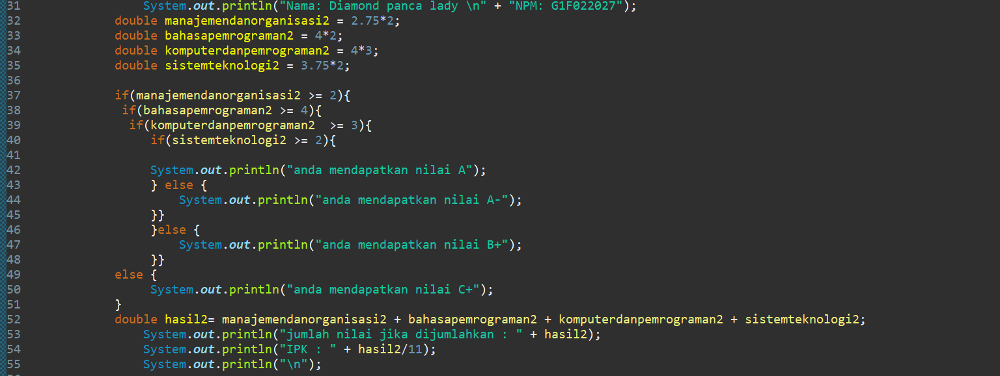 31 System.out.println("Nama: Diamond panca lady \n" + "NPM: G1F022027");
32 double manajemendanorganisasi2 = 2.75*2;
33 double bahasapemrograman2 = 4*2;
34 double komputerdanpemrograman2 = 4*3;
35 double sistemteknologi2 = 3.75*2;
36
37 if(manajemendanorganisasi2 >= 2){
38 if(bahasapemrograman2 >= 4){
39 if(komputerdanpemrograman2  >= 3){
40 if(sistemteknologi2 >= 2){
41
42 System.out.println("anda mendapatkan nilai A");
43 } else {
44 System.out.println("anda mendapatkan nilai A-");
45 }}
46 }else {
47 System.out.println("anda mendapatkan nilai B+");
48 }}
49 else {
50 System.out.println("anda mendapatkan nilai C+");
51 }
52 double hasil2= manajemendanorganisasi2 + bahasapemrograman2 + komputerdanpemrograman2 + sistemteknologi2;
53 System.out.println("jumlah nilai jika dijumlahkan : " + hasil2);
54 System.out.println("IPK : " + hasil2/11);
55 System.out.println("\n");